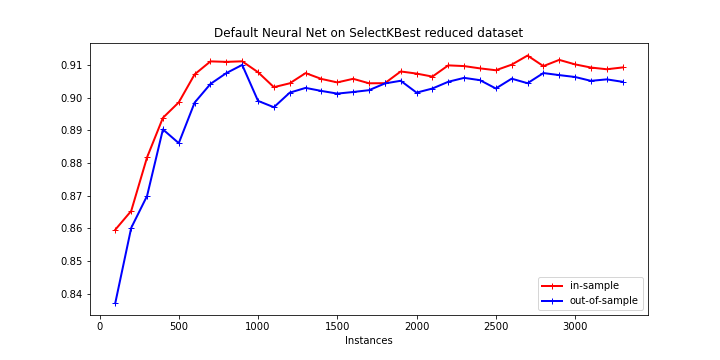 Default Neural Net on SelectKBest reduced dataset
0.91
0.90
0.89
0.88
0.87
0.86
0.85
0.84
in-sample
out-of-sample
0 500 1000 1500 2000 2500 3000
Instances